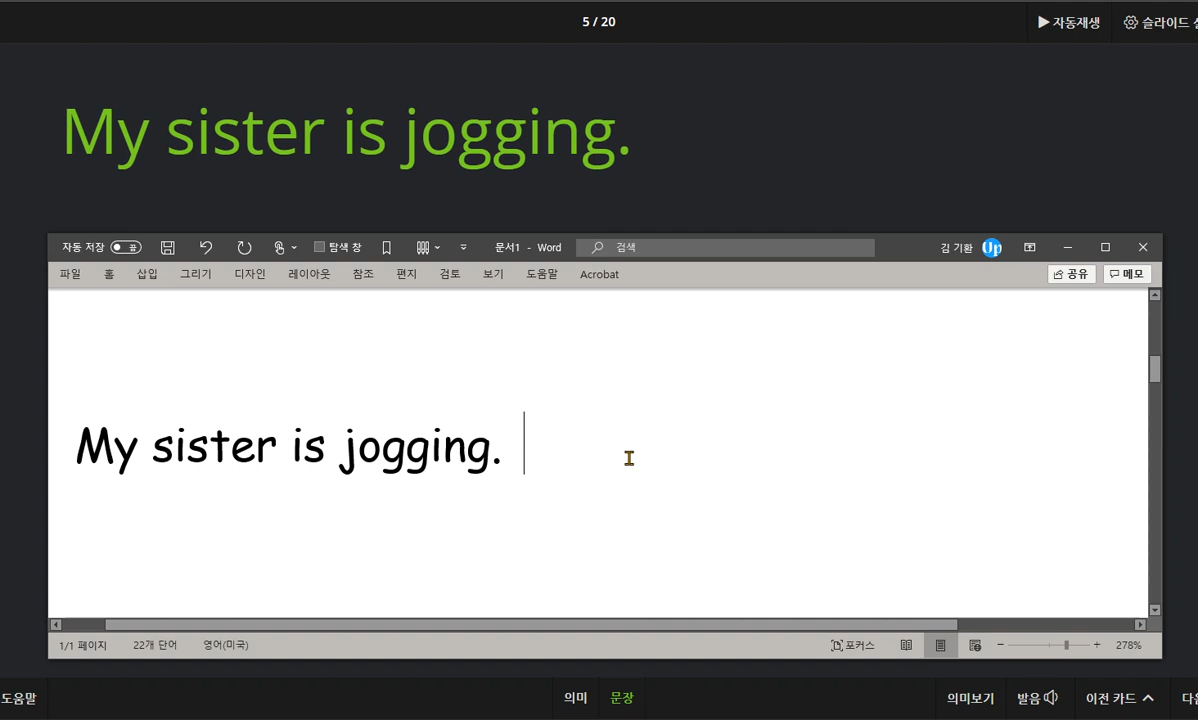 5 / 20
▶ 자동재생
슬라이드
My sister is jogging.
자동 저장
탐색 창
문서1 - Word
검색
김 기환
Up
파일 홈 삽입 그리기 디자인 레이아웃 참조 편지 검토 보기 도움말 Acrobat
공유
메모
My sister is jogging.
1/1 페이지
22개 단어
영어(미국)
포커스
278%
도움말
의미
문장
의미보기
발음
이전 카드